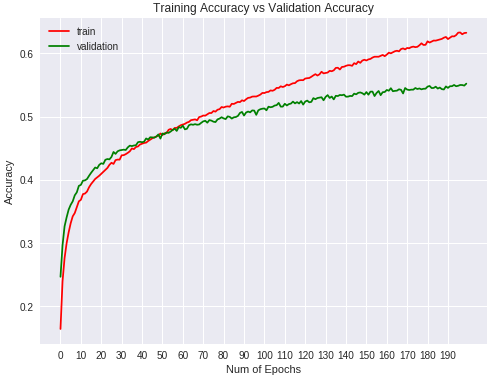 Training Accuracy vs Validation Accuracy
train
validation
0.6
0.5
0.4
0.3
0.2
Accuracy
0 10 20 30 40 50 60 70 80 90 100 110 120 130 140 150 160 170 180 190
Num of Epochs